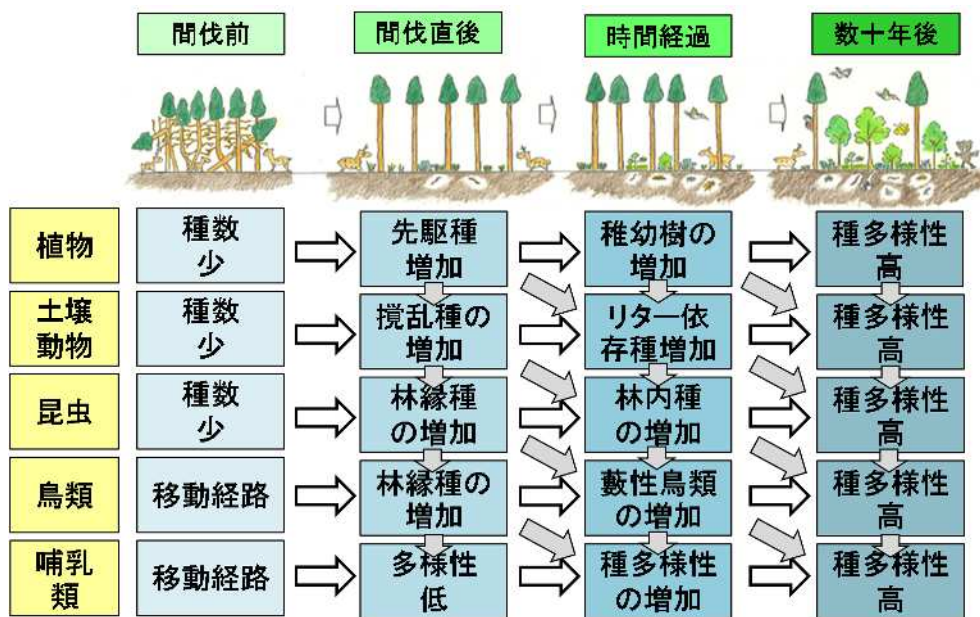 間伐前
間伐直後
時間経過
数十年後
植物
種数
少
先駆種
増加
稚幼樹の
増加
種多様性
高
土壌
動物
種数
少
撹乱種の
増加
リター依
存種増加
種多様性
高
昆虫
種数
少
林縁種
の増加
林内種
の増加
種多様性
高
鳥類
移動経路
林縁種の
増加
藪性鳥類
の増加
種多様性
高
哺乳
類
移動経路
多様性
低
種多様性
の増加
種多様性
高